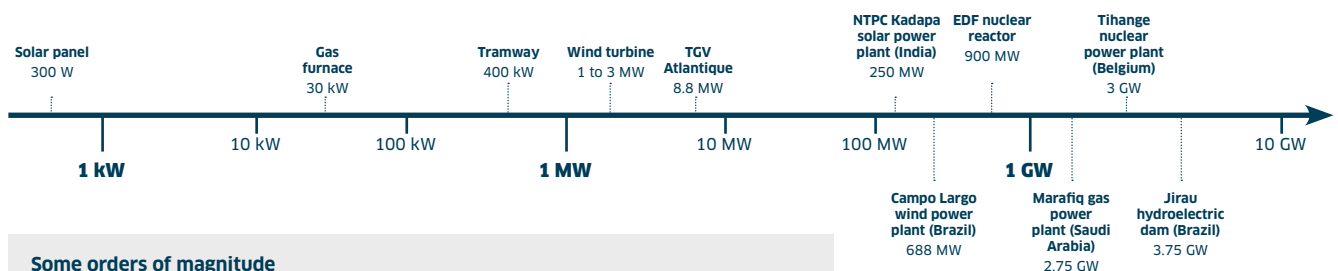 Solar panel
300 W
Gas
furnace
30 kW
Tramway
400 kW
Wind turbine
1 to 3 MW
TGV
Atlantique
8.8 MW
NTPC Kadapa
solar power
plant (India)
250 MW
EDF nuclear
reactor
900 MW
Tihange
nuclear
power plant
(Belgium)
3 GW
1 kW
10 kW
100 kW
1 MW
10 MW
100 MW
1 GW
10 GW
Campo Largo
wind power
plant (Brazil)
688 MW
Marafiq gas
power
plant (Saudi
Arabia)
2.75 GW
Jirau
hydroelectric
dam (Brazil)
3.75 GW
Some orders of magnitude